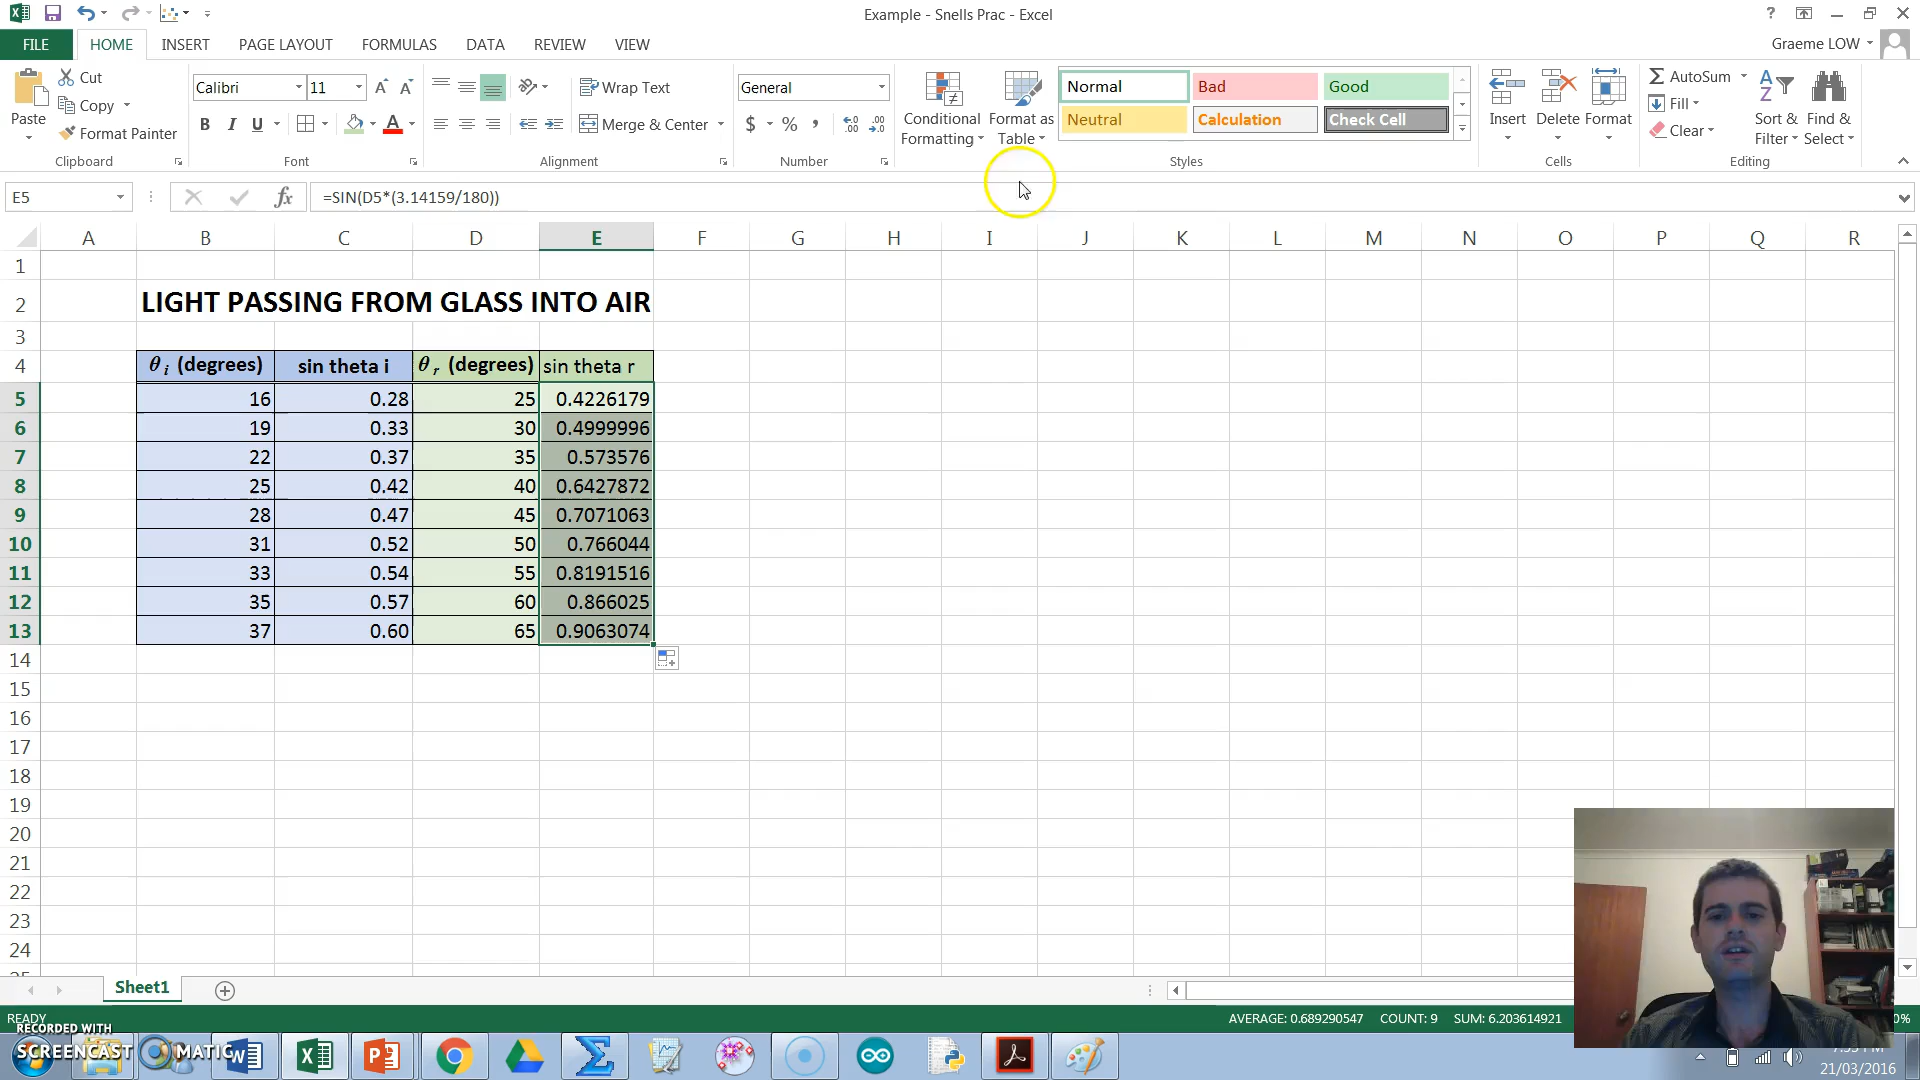 Example - Snells Prac - Excel
FILE HOME INSERT PAGE LAYOUT FORMULAS DATA REVIEW VIEW
Graeme LOW
Paste
Cut
Copy
Format Painter
Clipboard
Calibri 11
B I U
Font
Wrap Text
Merge & Center
Alignment
General
$ % ,
Number
Conditional Formatting
Format as Table
Normal Bad Good
Neutral Calculation Check Cell
Styles
Insert Delete Format
Cells
AutoSum
Fill
Clear
Sort & Filter
Find & Select
Editing
E5 fx =SIN(D5*(3.14159/180))
A B C D E F G H I J K L M N O P Q R
1
2 LIGHT PASSING FROM GLASS INTO AIR
3
4 θ i (degrees) sin theta i θ r (degrees) sin theta r
5 16 0.28 25 0.4226179
6 19 0.33 30 0.4999996
7 22 0.37 35 0.573576
8 25 0.42 40 0.6427872
9 28 0.47 45 0.7071063
10 31 0.52 50 0.766044
11 33 0.54 55 0.8191516
12 35 0.57 60 0.866025
13 37 0.60 65 0.9063074
14
15
16
17
18
19
20
21
22
23
24
Sheet1
READY AVERAGE: 0.689290547 COUNT: 9 SUM: 6.203614921
RECORDED WITH
SCREENCAST MATIC
21/03/2016